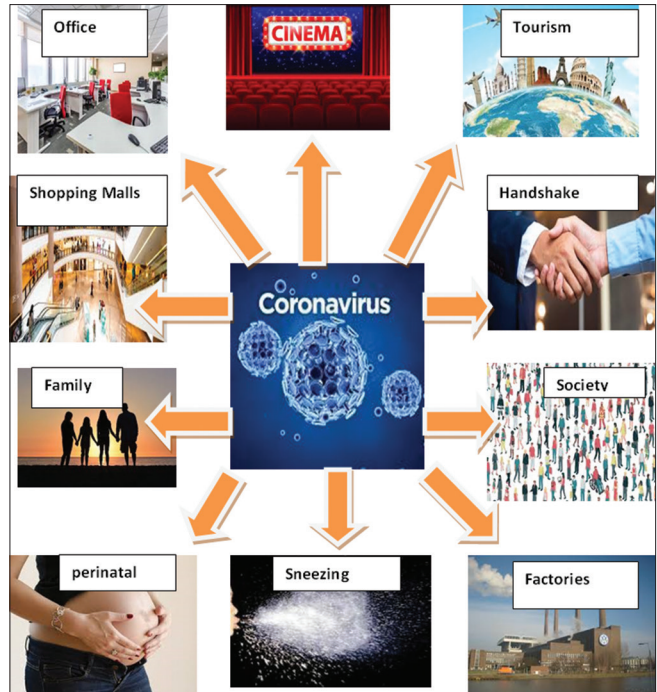 Office
CINEMA
Tourism
Shopping Malls
Handshake
Coronavirus
Family
Society
perinatal
Sneezing
Factories